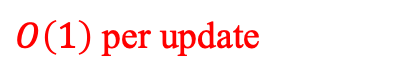 O(1) per update